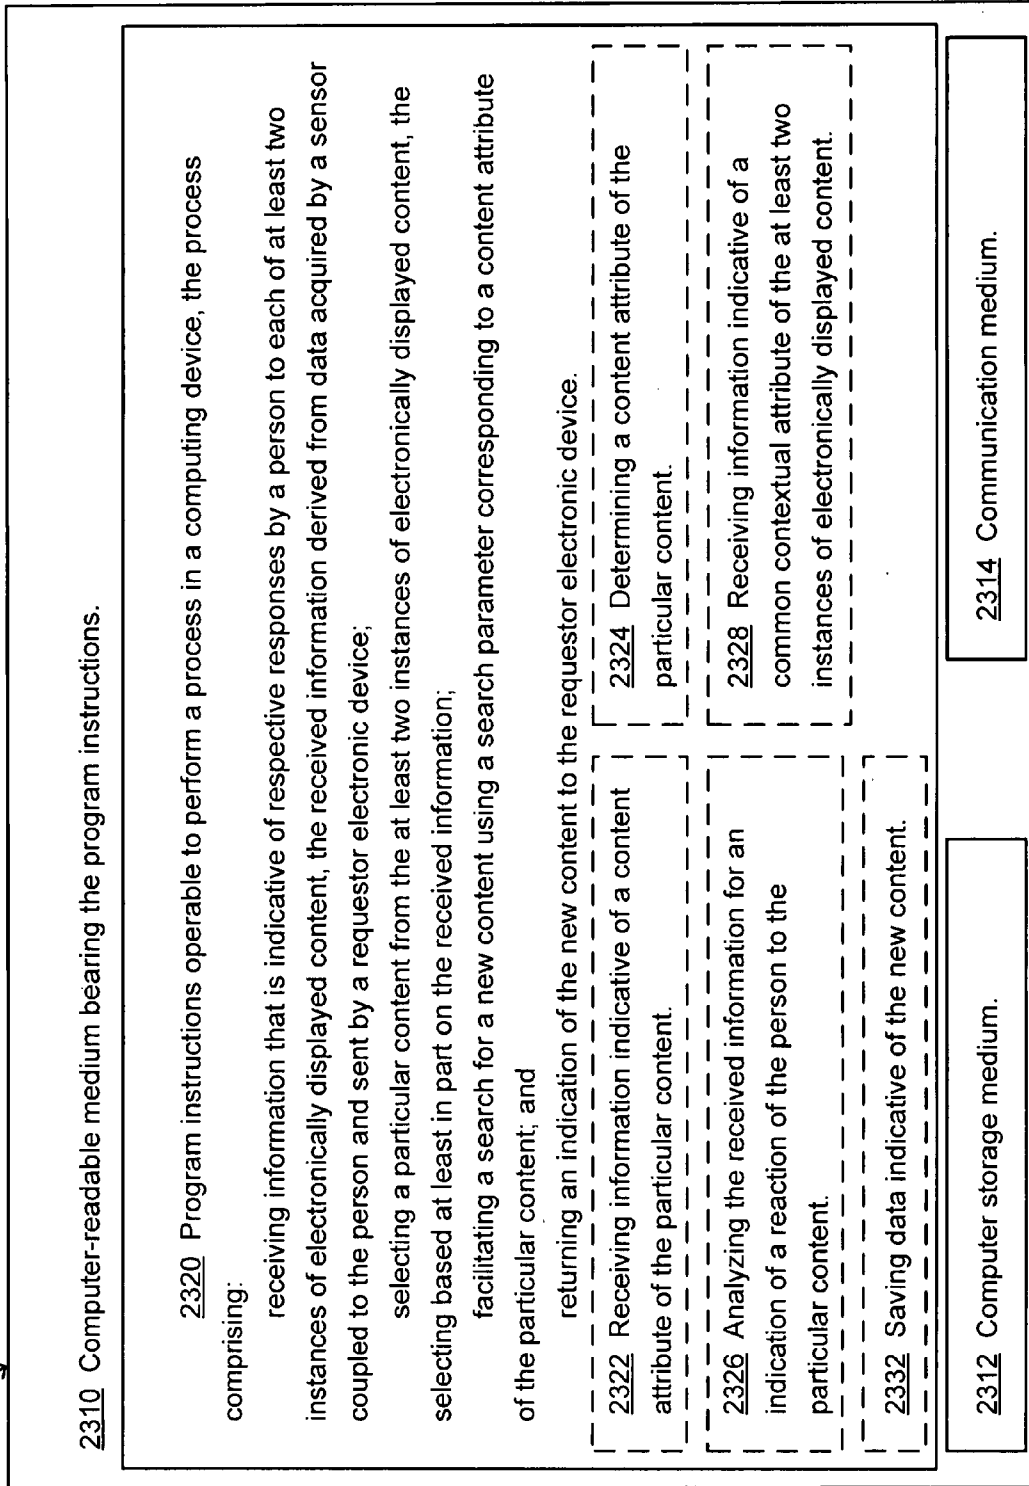 2310 Computer-readable medium bearing the program instructions.
2320 Program instructions operable to perform a process in a computing device, the process
comprising:
receiving information that is indicative of respective responses by a person to each of at least two
instances of electronically displayed content, the received information derived from data acquired by a sensor
coupled to the person and sent by a requestor electronic device;
selecting a particular content from the at least two instances of electronically displayed content, the
selecting based at least in part on the received information;
facilitating a search for a new content using a search parameter corresponding to a content attribute
of the particular content; and
returning an indication of the new content to the requestor electronic device.
2322 Receiving information indicative of a content
attribute of the particular content.
2324 Determining a content attribute of the
particular content.
2326 Analyzing the received information for an
indication of a reaction of the person to the
particular content.
2328 Receiving information indicative of a
common contextual attribute of the at least two
instances of electronically displayed content.
2332 Saving data indicative of the new content.
2312 Computer storage medium.
2314 Communication medium.